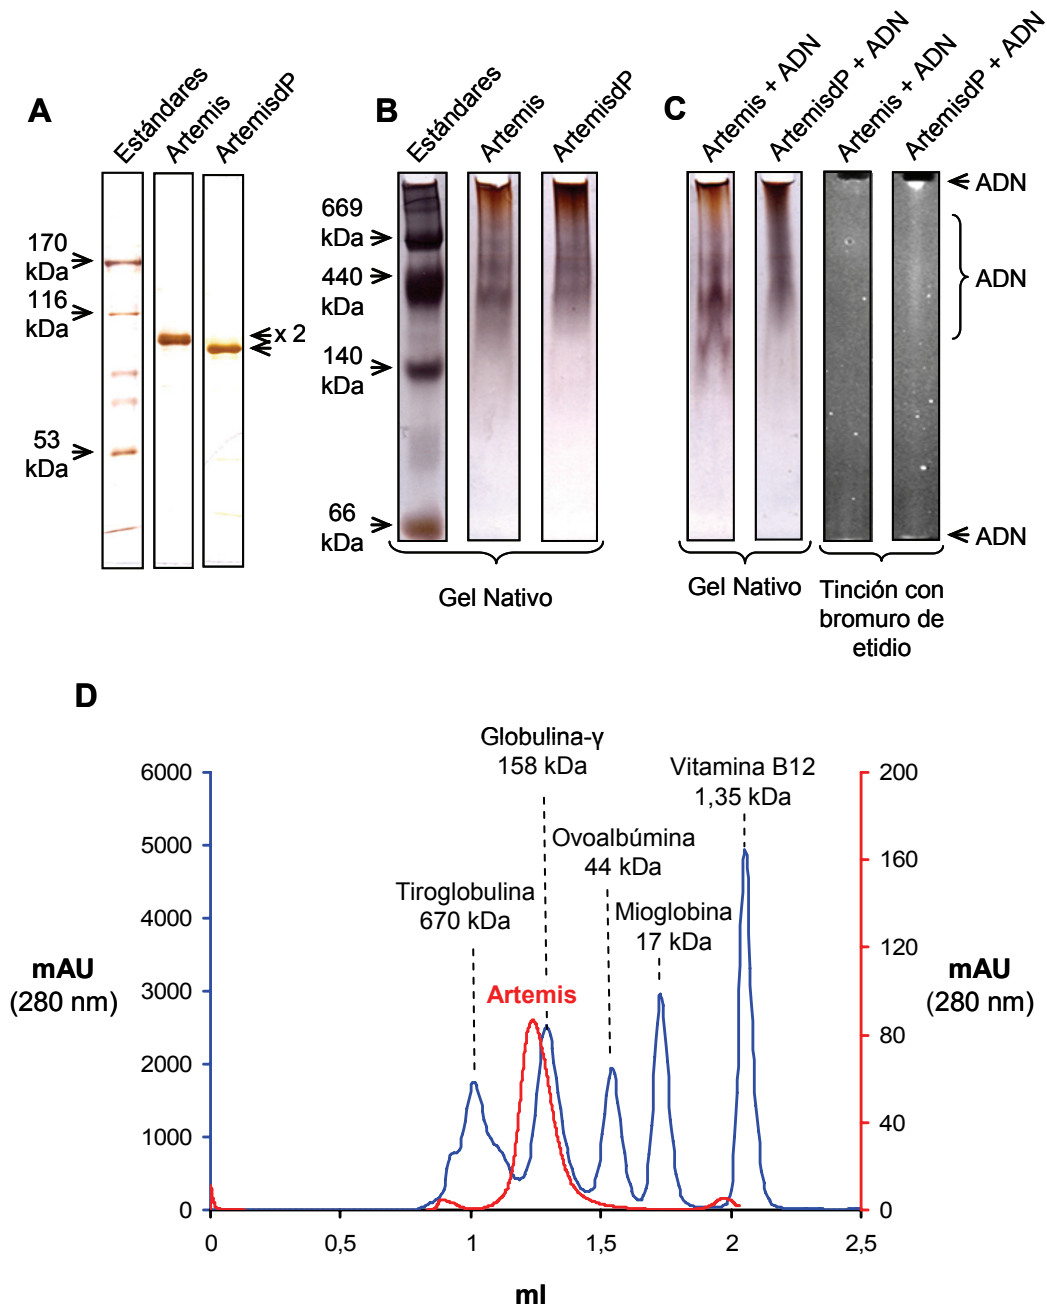 A
Estándares
Artemis
ArtemisdP
170
kDa
116
kDa
53
kDa
x 2
B
Estándares
Artemis
ArtemisdP
669
kDa
440
kDa
140
kDa
66
kDa
Gel Nativo
C
Artemis + ADN
ArtemisdP + ADN
Artemis + ADN
ArtemisdP + ADN
ADN
ADN
ADN
Gel Nativo
Tinción con
bromuro de
etidio
D
Globulina-γ
158 kDa
Vitamina B12
1,35 kDa
Ovoalbúmina
44 kDa
Tiroglobulina
670 kDa
Mioglobina
17 kDa
Artemis
mAU
(280 nm)
6000
5000
4000
3000
2000
1000
0
200
160
120
80
40
0
mAU
(280 nm)
0
0,5
1
1,5
2
2,5
ml